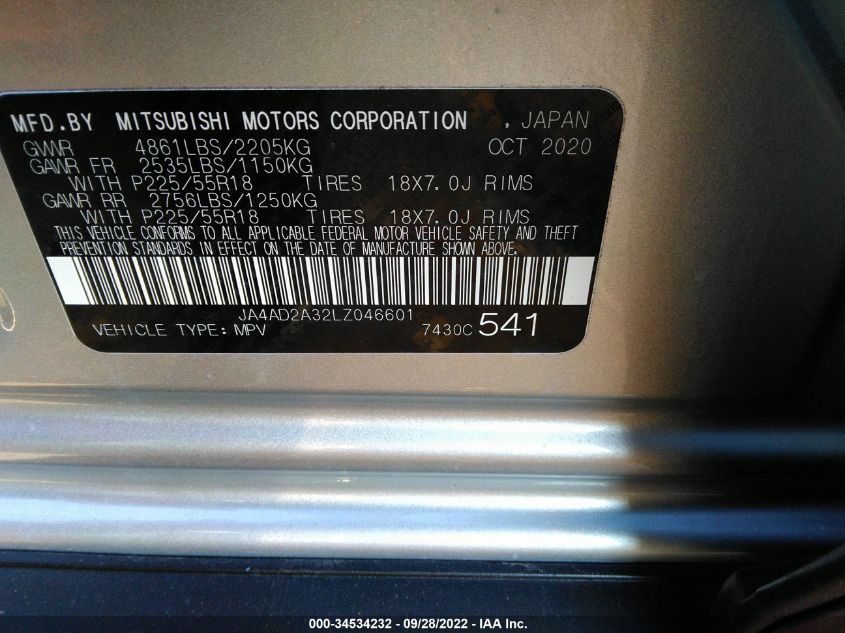 MFD.BY MITSUBISHI MOTORS CORPORATION , JAPAN
GVWR 4861LBS/2205KG OCT 2020
GAWR FR 2535LBS/1150KG
WITH P225/55R18 TIRES 18X7.0J RIMS
GAWR RR 2756LBS/1250KG
WITH P225/55R18 TIRES 18X7.0J RIMS
THIS VEHICLE CONFORMS TO ALL APPLICABLE FEDERAL MOTOR VEHICLE SAFETY AND THEFT
PREVENTION STANDARDS IN EFFECT ON THE DATE OF MANUFACTURE SHOWN ABOVE.
JA4AD2A32LZ046601
VEHICLE TYPE:MPV 7430C 541
000-34534232 - 09/28/2022 - IAA Inc.